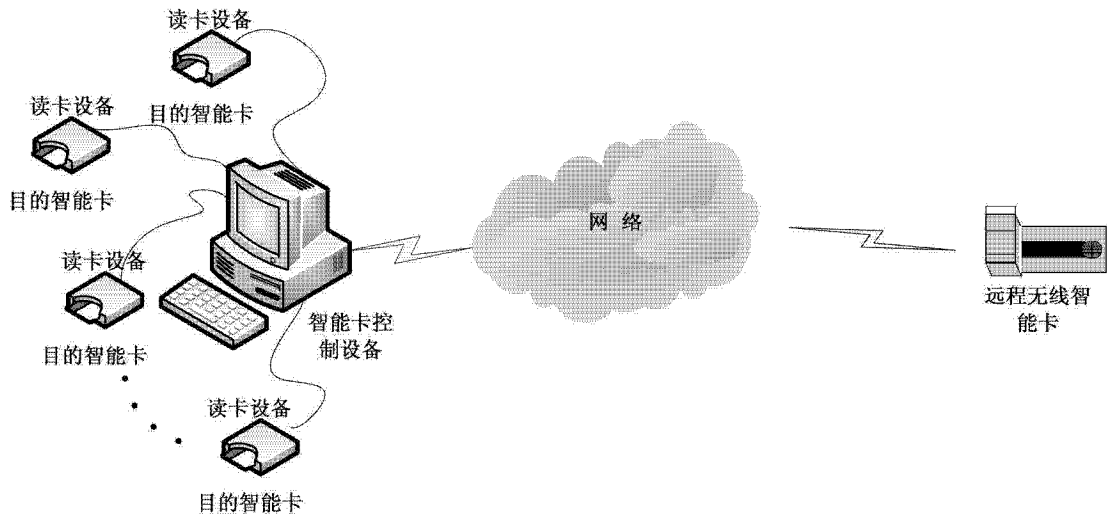 读卡设备
目的智能卡
读卡设备
目的智能卡
读卡设备
目的智能卡
智能卡控
制设备
读卡设备
目的智能卡
网 络
远程无线智
能卡